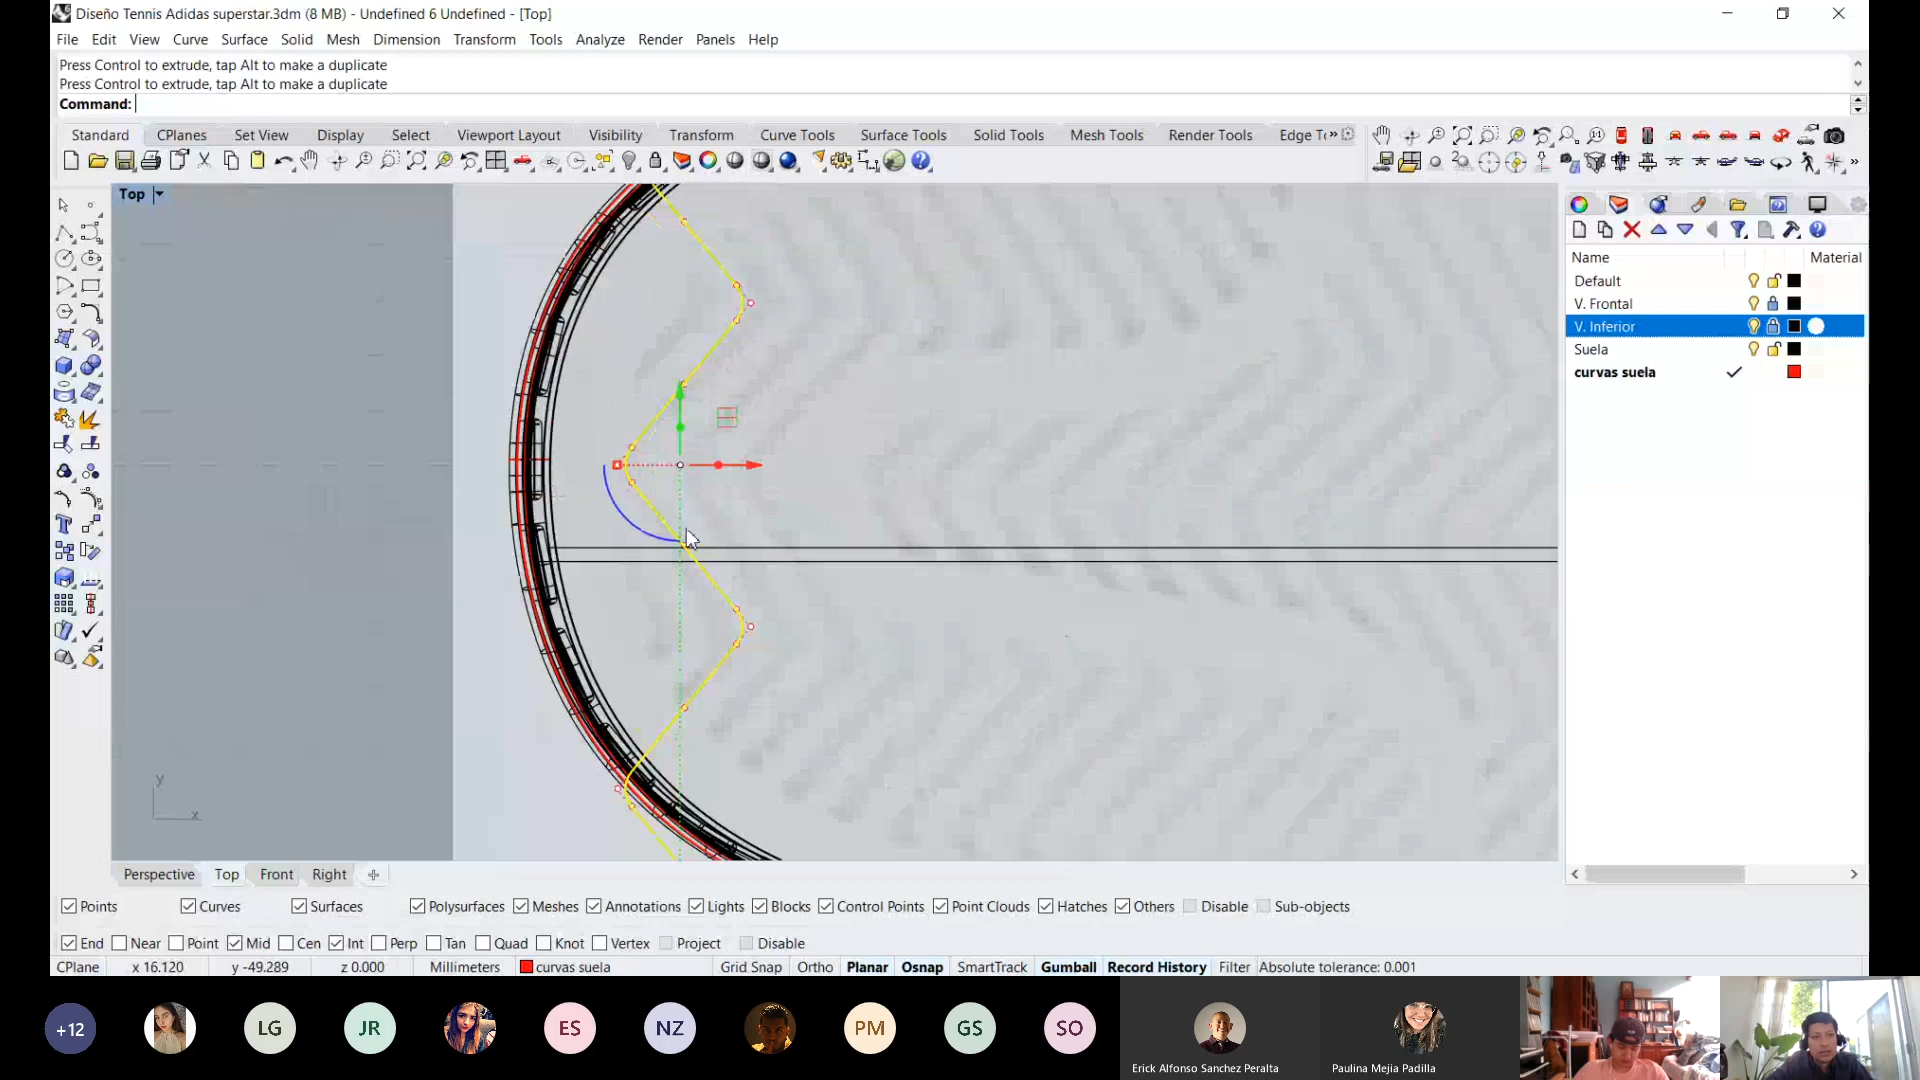 Diseño Tennis Adidas superstar.3dm (8 MB) - Undefined 6 Undefined - [Top]
File Edit View Curve Surface Solid Mesh Dimension Transform Tools Analyze Render Panels Help
Press Control to extrude, tap Alt to make a duplicate
Press Control to extrude, tap Alt to make a duplicate
Command:
Standard CPlanes Set View Display Select Viewport Layout Visibility Transform Curve Tools Surface Tools Solid Tools Mesh Tools Render Tools Edge To »
Top
Name Material
Default
V. Frontal
V. Inferior
Suela
curvas suela
y
x
Perspective Top Front Right
Points Curves Surfaces Polysurfaces Meshes Annotations Lights Blocks Control Points Point Clouds Hatches Others Disable Sub-objects
End Near Point Mid Cen Int Perp Tan Quad Knot Vertex Project Disable
CPlane x 16.120 y -49.289 z 0.000 Millimeters curvas suela Grid Snap Ortho Planar Osnap SmartTrack Gumball Record History Filter Absolute tolerance: 0.001
+12 LG JR ES NZ PM GS SO
Erick Alfonso Sanchez Peralta Paulina Mejia Padilla